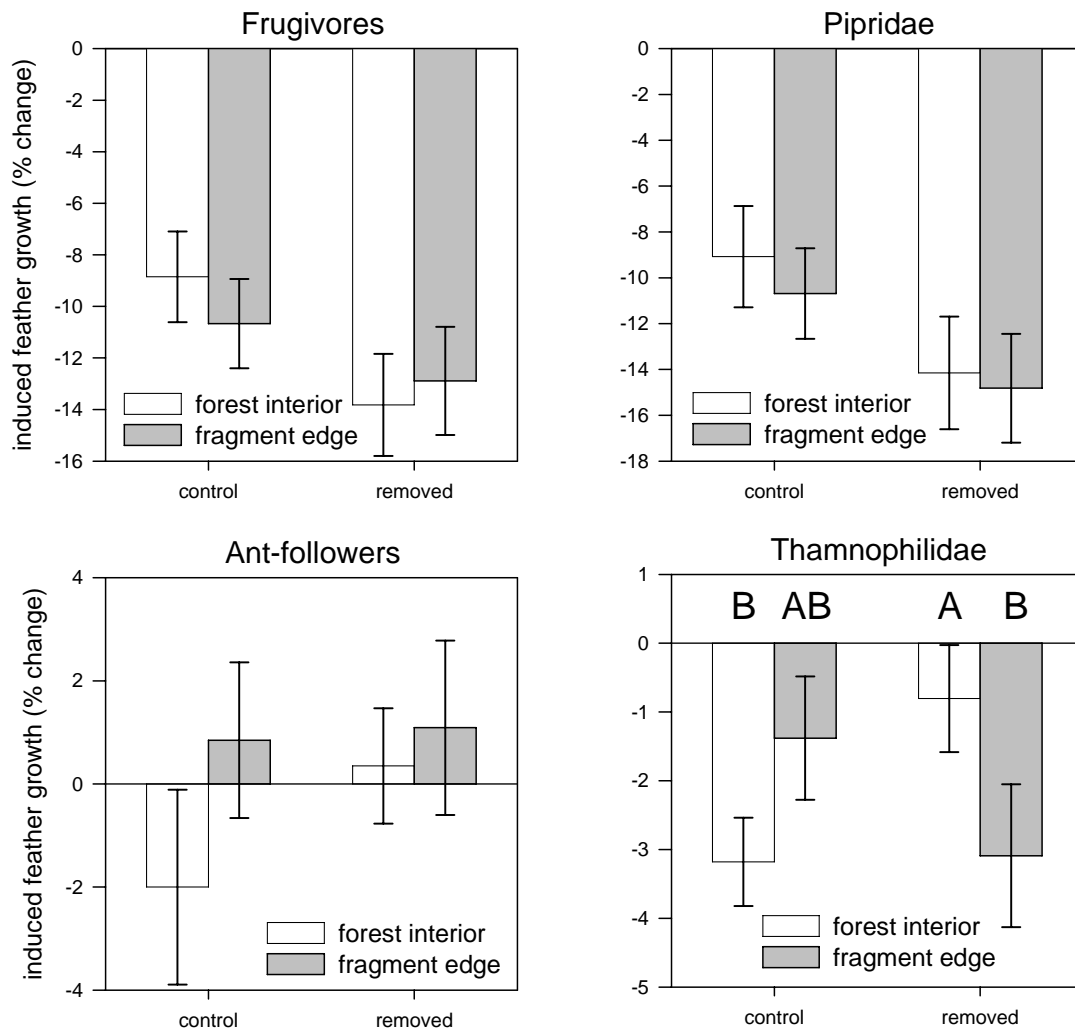 Frugivores
induced feather growth (% change)
0
-2
-4
-6
-8
-10
-12
-14
-16
forest interior
fragment edge
control
removed
Pipridae
0
-2
-4
-6
-8
-10
-12
-14
-16
-18
forest interior
fragment edge
control
removed
Ant-followers
induced feather growth (% change)
4
2
0
-2
-4
forest interior
fragment edge
control
removed
Thamnophilidae
1
0
-1
-2
-3
-4
-5
B AB A B
forest interior
fragment edge
control
removed